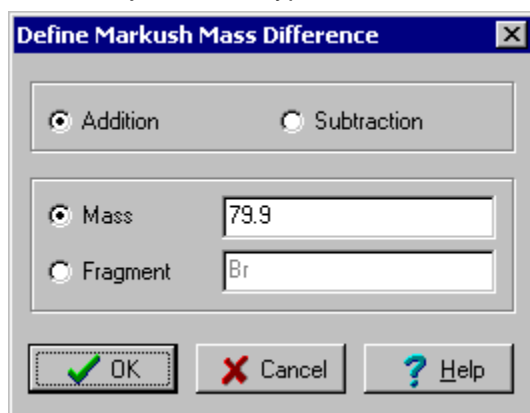 Define Markush Mass Difference
Addition Subtraction
Mass 79.9
Fragment Br
OK Cancel Help